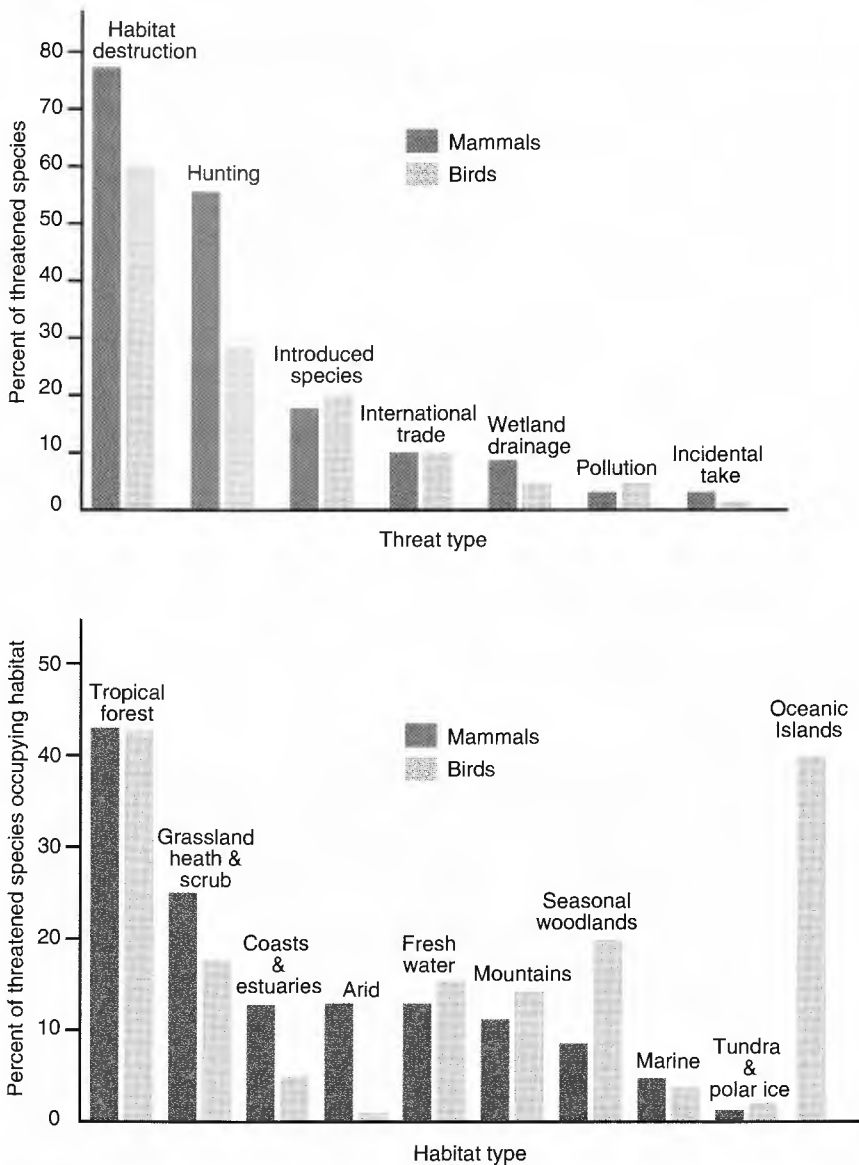 Percent of threatened species
80
70
60
50
40
30
20
10
0
Habitat
destruction
Hunting
Introduced
species
International
trade
Wetland
drainage
Pollution
Incidental
take
Mammals
Birds
Threat type
Percent of threatened species occupying habitat
50
40
30
20
10
0
Tropical
forest
Grassland
heath &
scrub
Coasts
&
estuaries
Arid
Fresh
water
Mountains
Seasonal
woodlands
Marine
Tundra
&
polar ice
Oceanic
Islands
Mammals
Birds
Habitat type